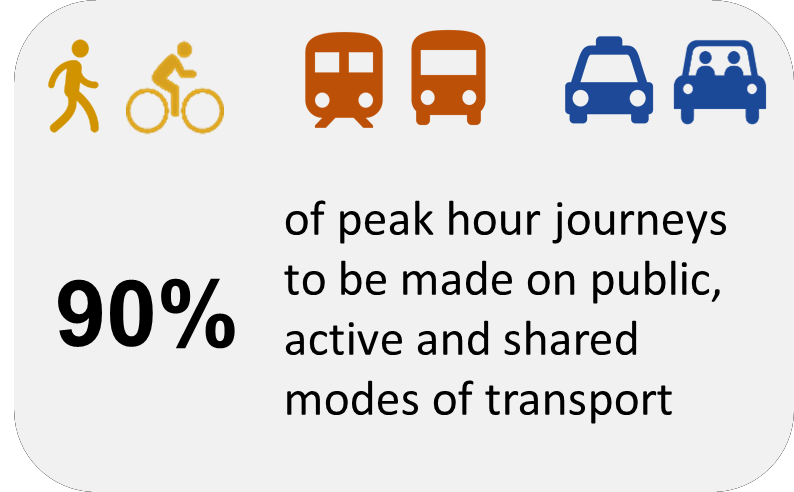 90%
of peak hour journeys
to be made on public,
active and shared
modes of transport